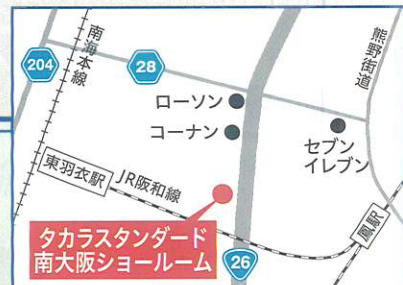 204
南海本線
28
熊野街道
ローソン
コーナン
セブン
イレブン
東羽衣駅
JR阪和線
鳳駅
タカラスタンダード
南大阪ショールーム
26